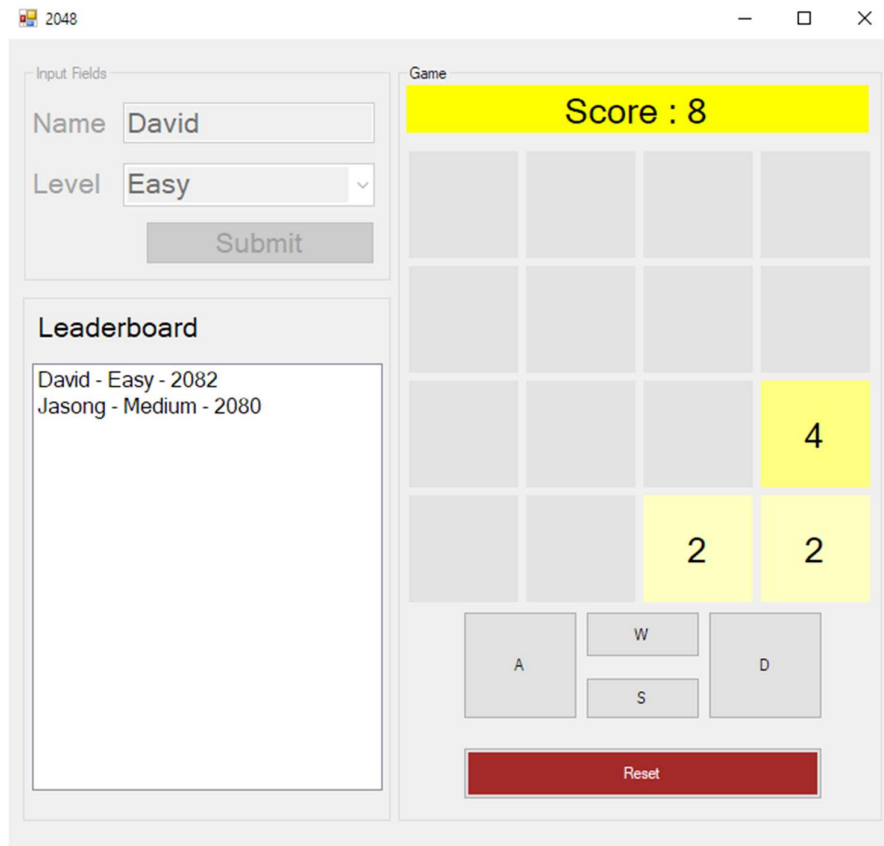 2048
Input Fields
Name David
Level Easy
Submit
Leaderboard
David - Easy - 2082
Jasong - Medium - 2080
Game
Score : 8
4
2 2
W
A D
S
Reset